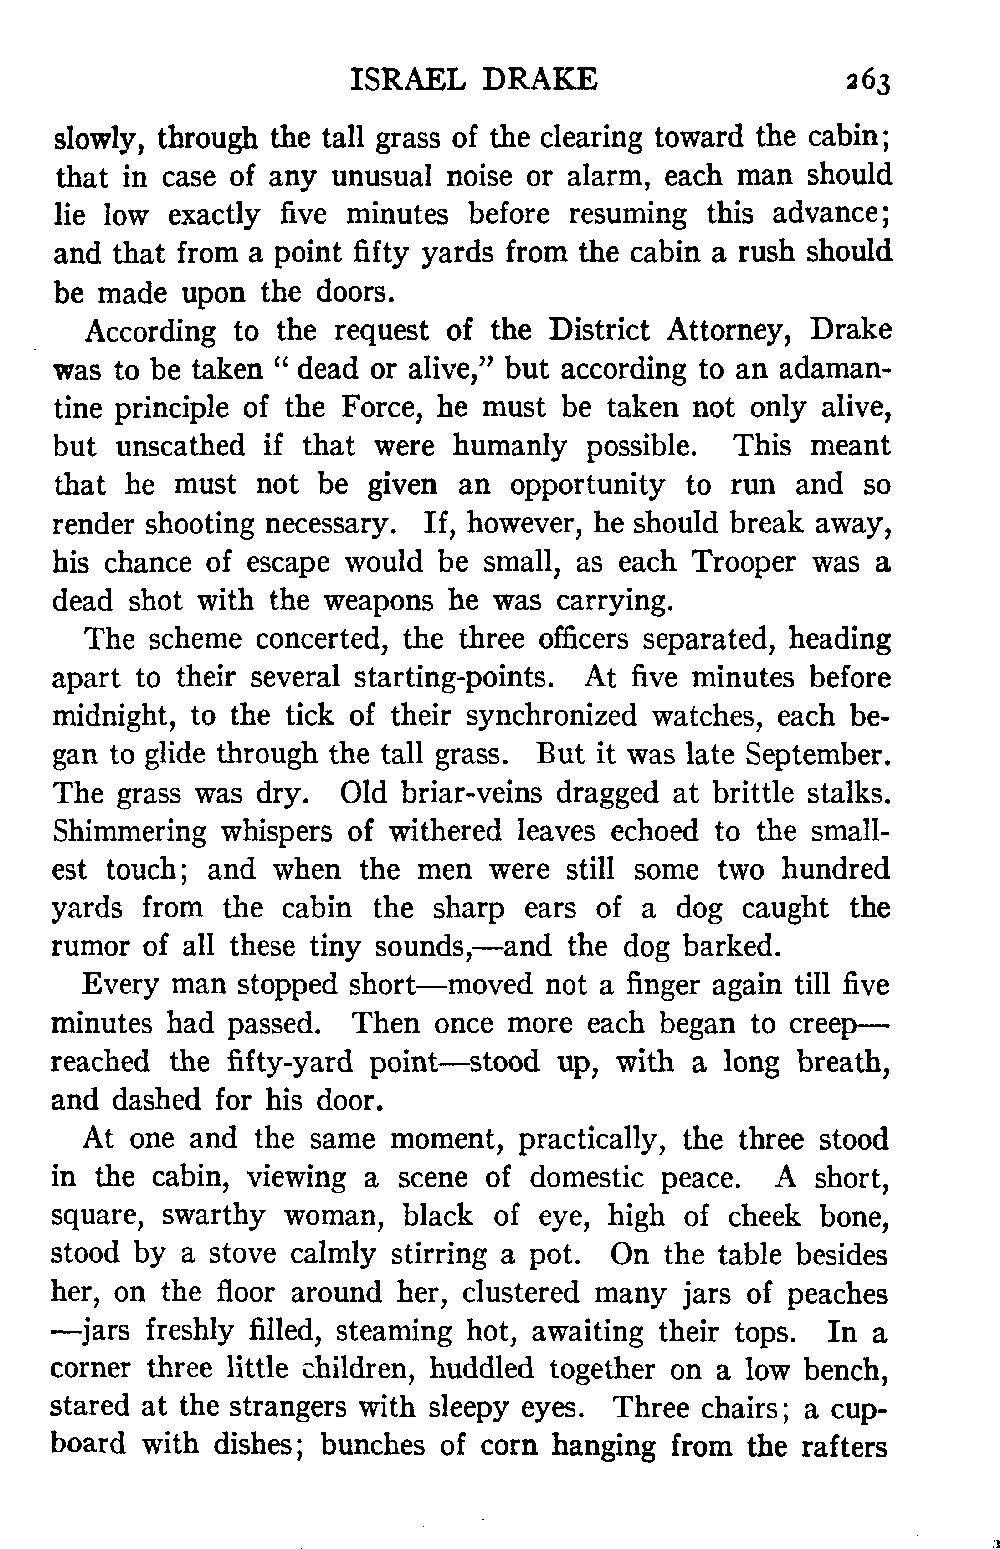 ISRAEL DRAKE 263
slowly, through the tall grass of the clearing toward the cabin;
that in case of any unusual noise or alarm, each man should
lie low exactly five minutes before resuming this advance;
and that from a point fifty yards from the cabin a rush should
be made upon the doors.
According to the request of the District Attorney, Drake
was to be taken “ dead or alive,” but according to an adaman-
tine principle of the Force, he must be taken not only alive,
but unscathed if that were humanly possible. This meant
that he must not be given an opportunity to run and so
render shooting necessary. If, however, he should break away,
his chance of escape would be small, as each Trooper was a
dead shot with the weapons he was carrying.
The scheme concerted, the three officers separated, heading
apart to their several starting-points. At five minutes before
midnight, to the tick of their synchronized watches, each be-
gan to glide through the tall grass. But it was late September.
The grass was dry. Old briar-veins dragged at brittle stalks.
Shimmering whispers of withered leaves echoed to the small-
est touch; and when the men were still some two hundred
yards from the cabin the sharp ears of a dog caught the
rumor of all these tiny sounds,—and the dog barked.
Every man stopped short—moved not a finger again till five
minutes had passed. Then once more each began to creep—
reached the fifty-yard point—stood up, with a long breath,
and dashed for his door.
At one and the same moment, practically, the three stood
in the cabin, viewing a scene of domestic peace. A short,
square, swarthy woman, black of eye, high of cheek bone,
stood by a stove calmly stirring a pot. On the table besides
her, on the floor around her, clustered many jars of peaches
—jars freshly filled, steaming hot, awaiting their tops. In a
corner three little children, huddled together on a low bench,
stared at the strangers with sleepy eyes. Three chairs; a cup-
board with dishes; bunches of corn hanging from the rafters